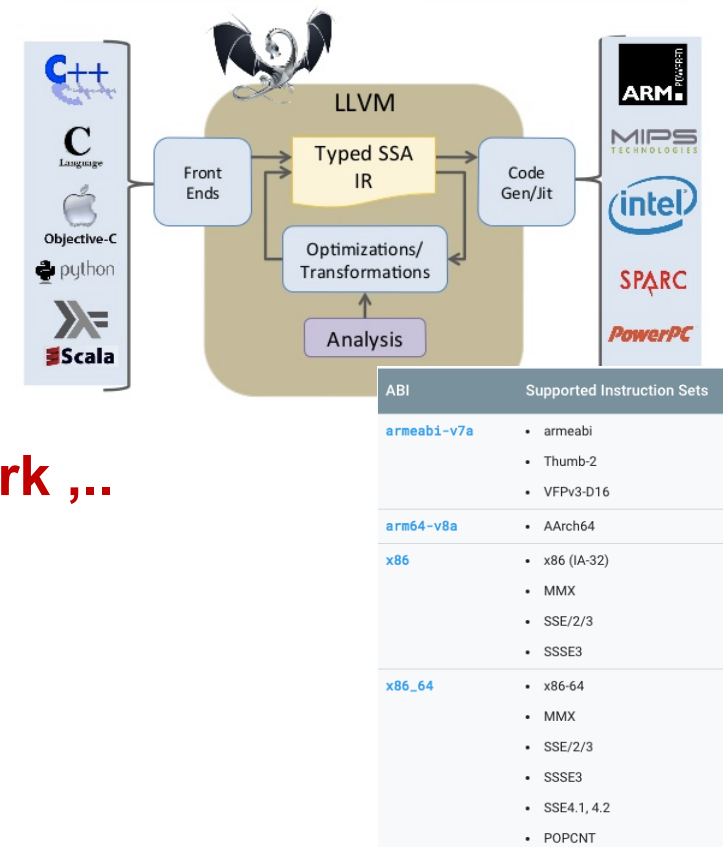 C++
C
Language
Objective-C
python
Scala
LLVM
Front
Ends
Typed SSA
IR
Code
Gen/Jit
Optimizations/
Transformations
Analysis
ARM POWERED
MIPS
TECHNOLOGIES
intel
SPARC
PowerPC
rk ,..
ABI Supported Instruction Sets
armeabi-v7a • armeabi
• Thumb-2
• VFPv3-D16
arm64-v8a • AArch64
x86 • x86 (IA-32)
• MMX
• SSE/2/3
• SSSE3
x86_64 • x86-64
• MMX
• SSE/2/3
• SSSE3
• SSE4.1, 4.2
• POPCNT